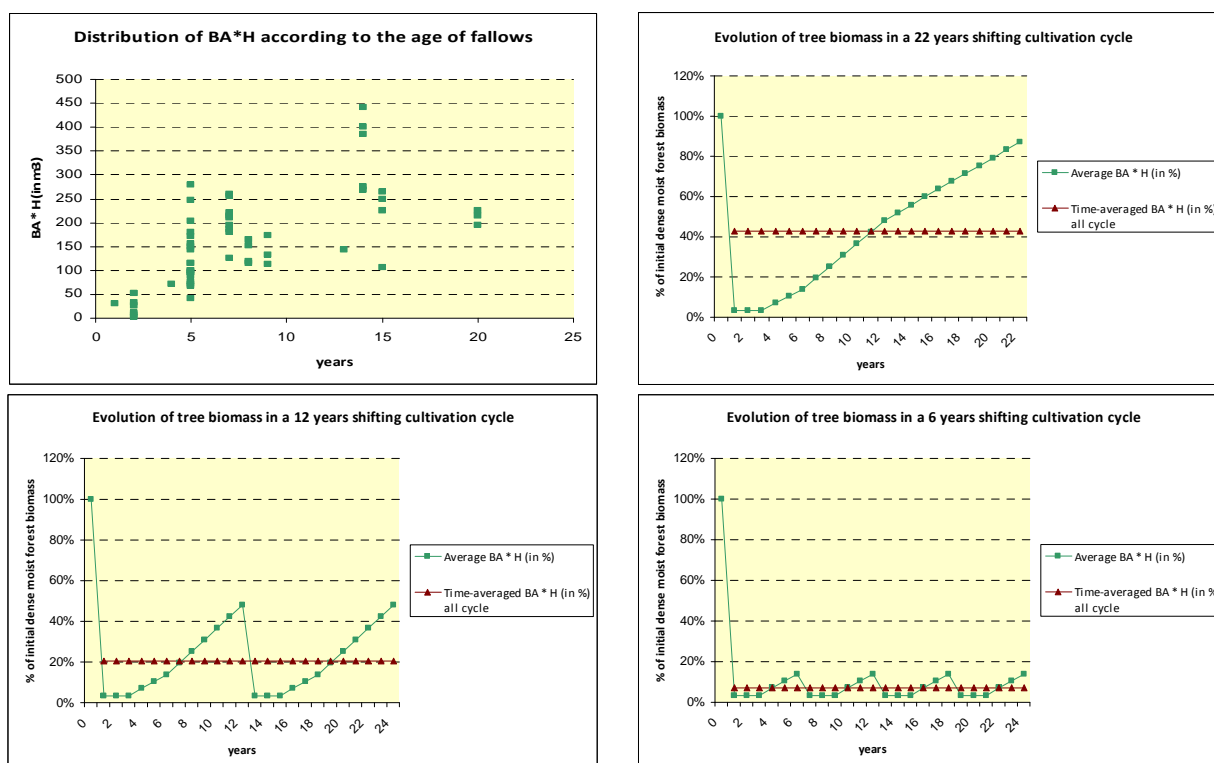 Distribution of BA*H according to the age of fallows
BA * H (in m3)
500
450
400
350
300
250
200
150
100
50
0
0 5 10 15 20 25
years
Evolution of tree biomass in a 22 years shifting cultivation cycle
% of initial dense moist forest biomass
120%
100%
80%
60%
40%
20%
0%
0 2 4 6 8 10 12 14 16 18 20 22
years
Average BA * H (in %)
Time-averaged BA * H (in %)
all cycle
Evolution of tree biomass in a 12 years shifting cultivation cycle
% of initial dense moist forest biomass
120%
100%
80%
60%
40%
20%
0%
0 2 4 6 8 10 12 14 16 18 20 22 24
years
Average BA * H (in %)
Time-averaged BA * H (in %)
all cycle
Evolution of tree biomass in a 6 years shifting cultivation cycle
% of initial dense moist forest biomass
120%
100%
80%
60%
40%
20%
0%
0 2 4 6 8 10 12 14 16 18 20 22 24
years
Average BA * H (in %)
Time-averaged BA * H (in %
all cycle